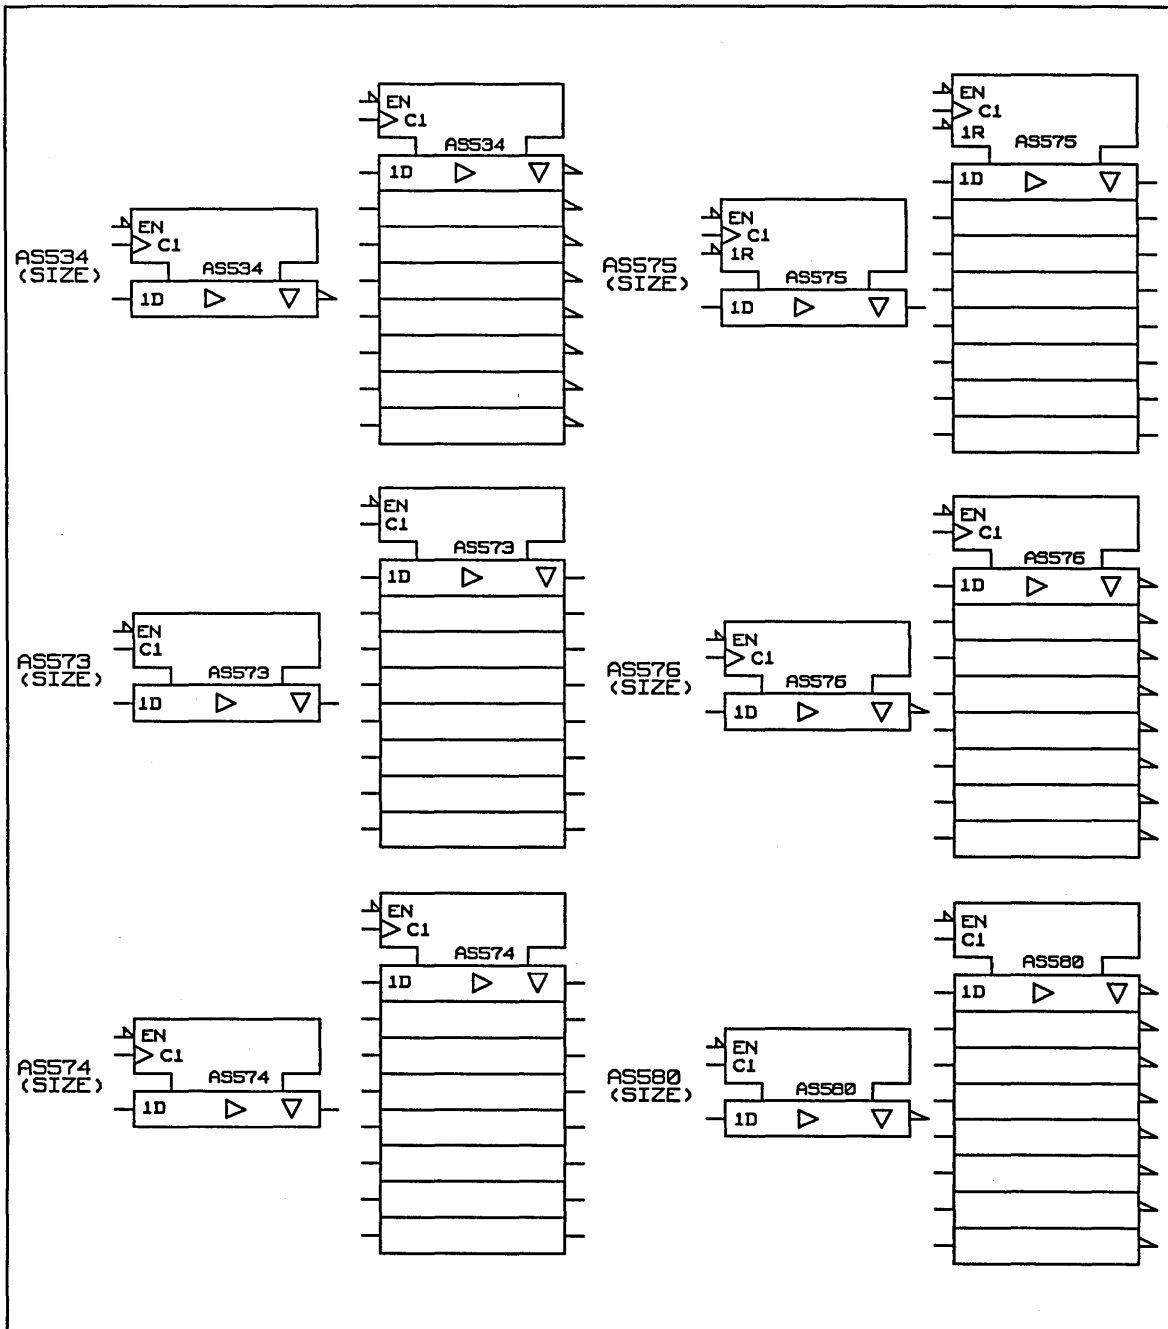 EN
C1
AS534
1D
EN
C1
AS534
1D
AS534
(SIZE)
EN
C1
1R
AS575
1D
EN
C1
1R
AS575
1D
AS575
(SIZE)
EN
C1
AS573
1D
EN
C1
AS573
1D
AS573
(SIZE)
EN
C1
AS576
1D
EN
C1
AS576
1D
AS576
(SIZE)
EN
C1
AS574
1D
EN
C1
AS574
1D
AS574
(SIZE)
EN
C1
AS580
1D
EN
C1
AS580
1D
AS580
(SIZE)